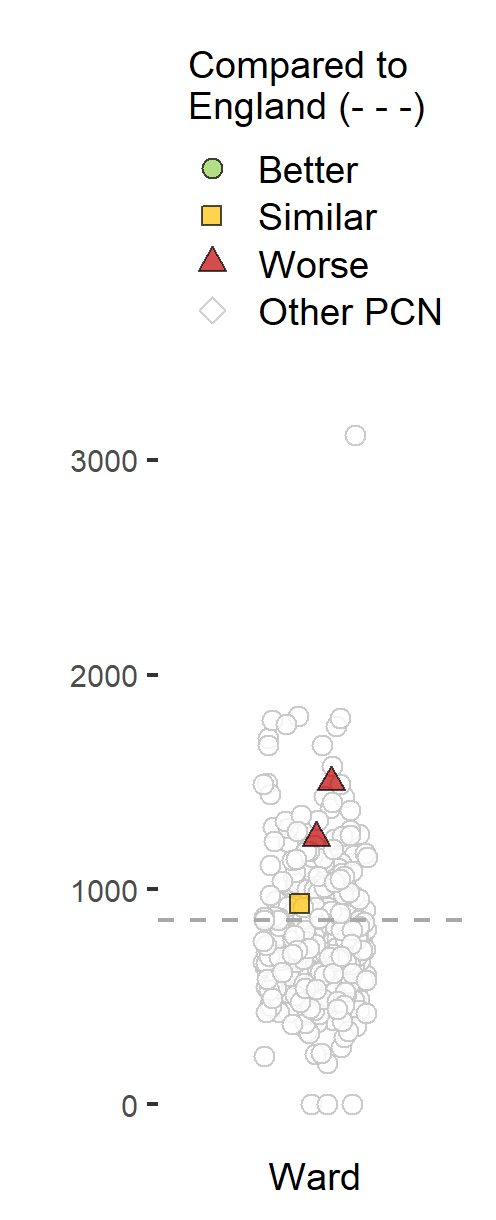 Compared to
England (- - -)
Better
Similar
Worse
Other PCN
3000
2000
1000
0
Ward